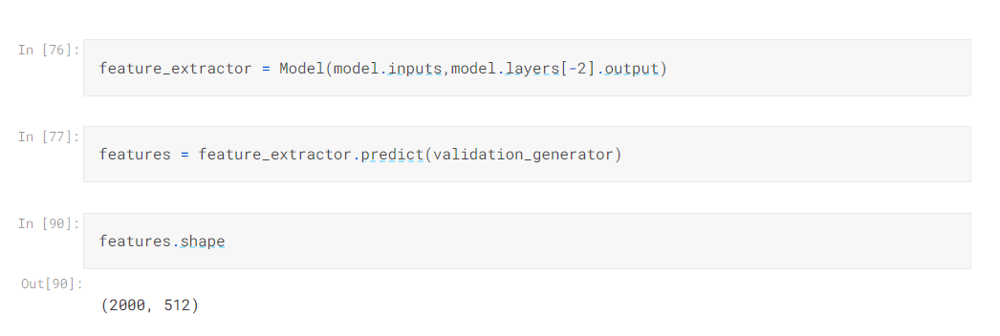 In [76]:
feature_extractor = Model(model.inputs,model.layers[-2].output)
In [77]:
features = feature_extractor.predict(validation_generator)
In [90]:
features.shape
Out[90]:
(2000, 512)